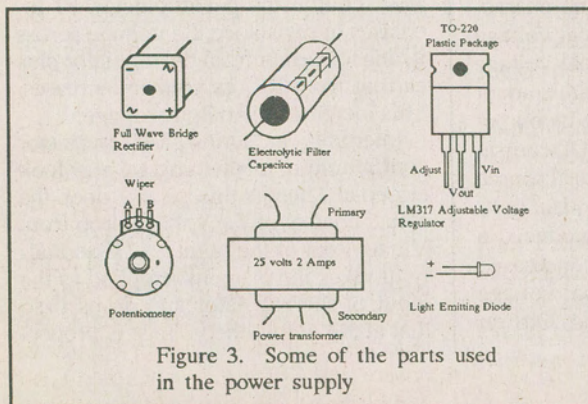 TO-220
Plastic Package
−
~
~
+
Full Wave Bridge
Rectifier
Electrolytic Filter
Capacitor
Adjust
Vin
Vout
LM317 Adjustable Voltage
Regulator
Wiper
A
B
Potentiometer
Primary
25 volts 2 Amps
Secondary
Power transformer
+
−
Light Emitting Diode
Figure 3. Some of the parts used
in the power supply